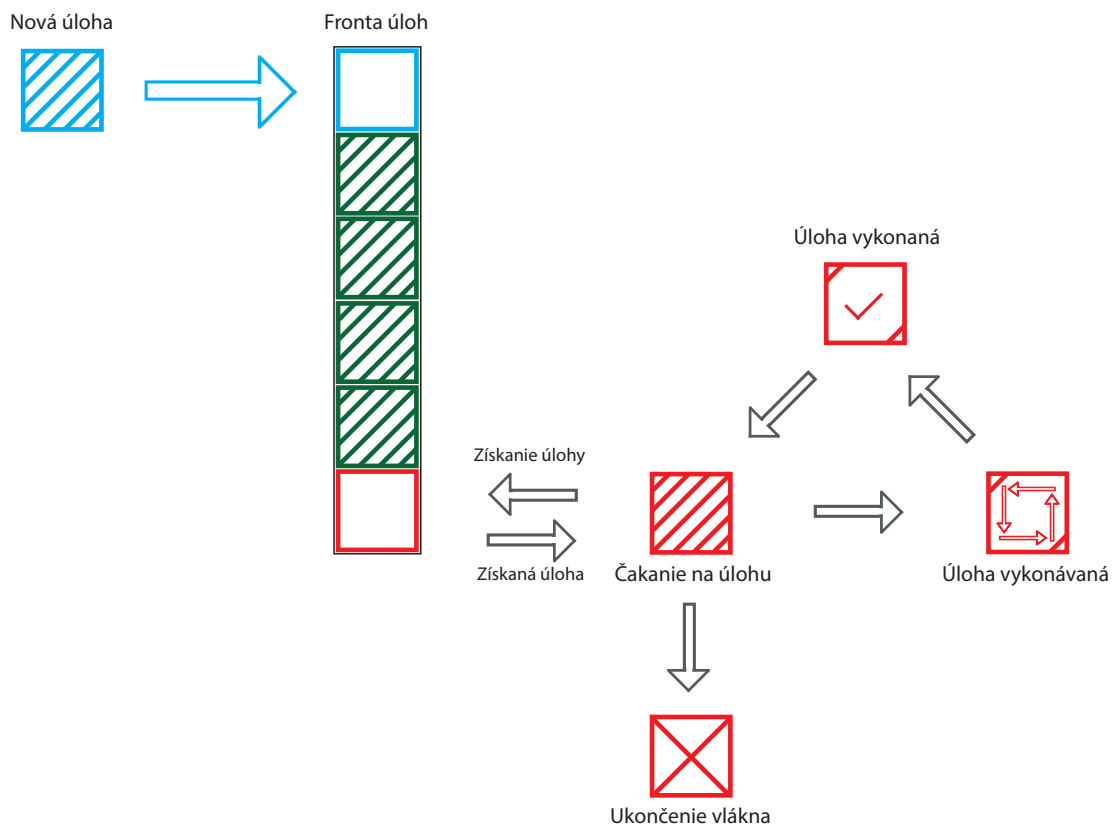 Nová úloha
Fronta úloh
Úloha vykonaná
Získanie úlohy
Získaná úloha
Čakanie na úlohu
Úloha vykonávaná
Ukončenie vlákna